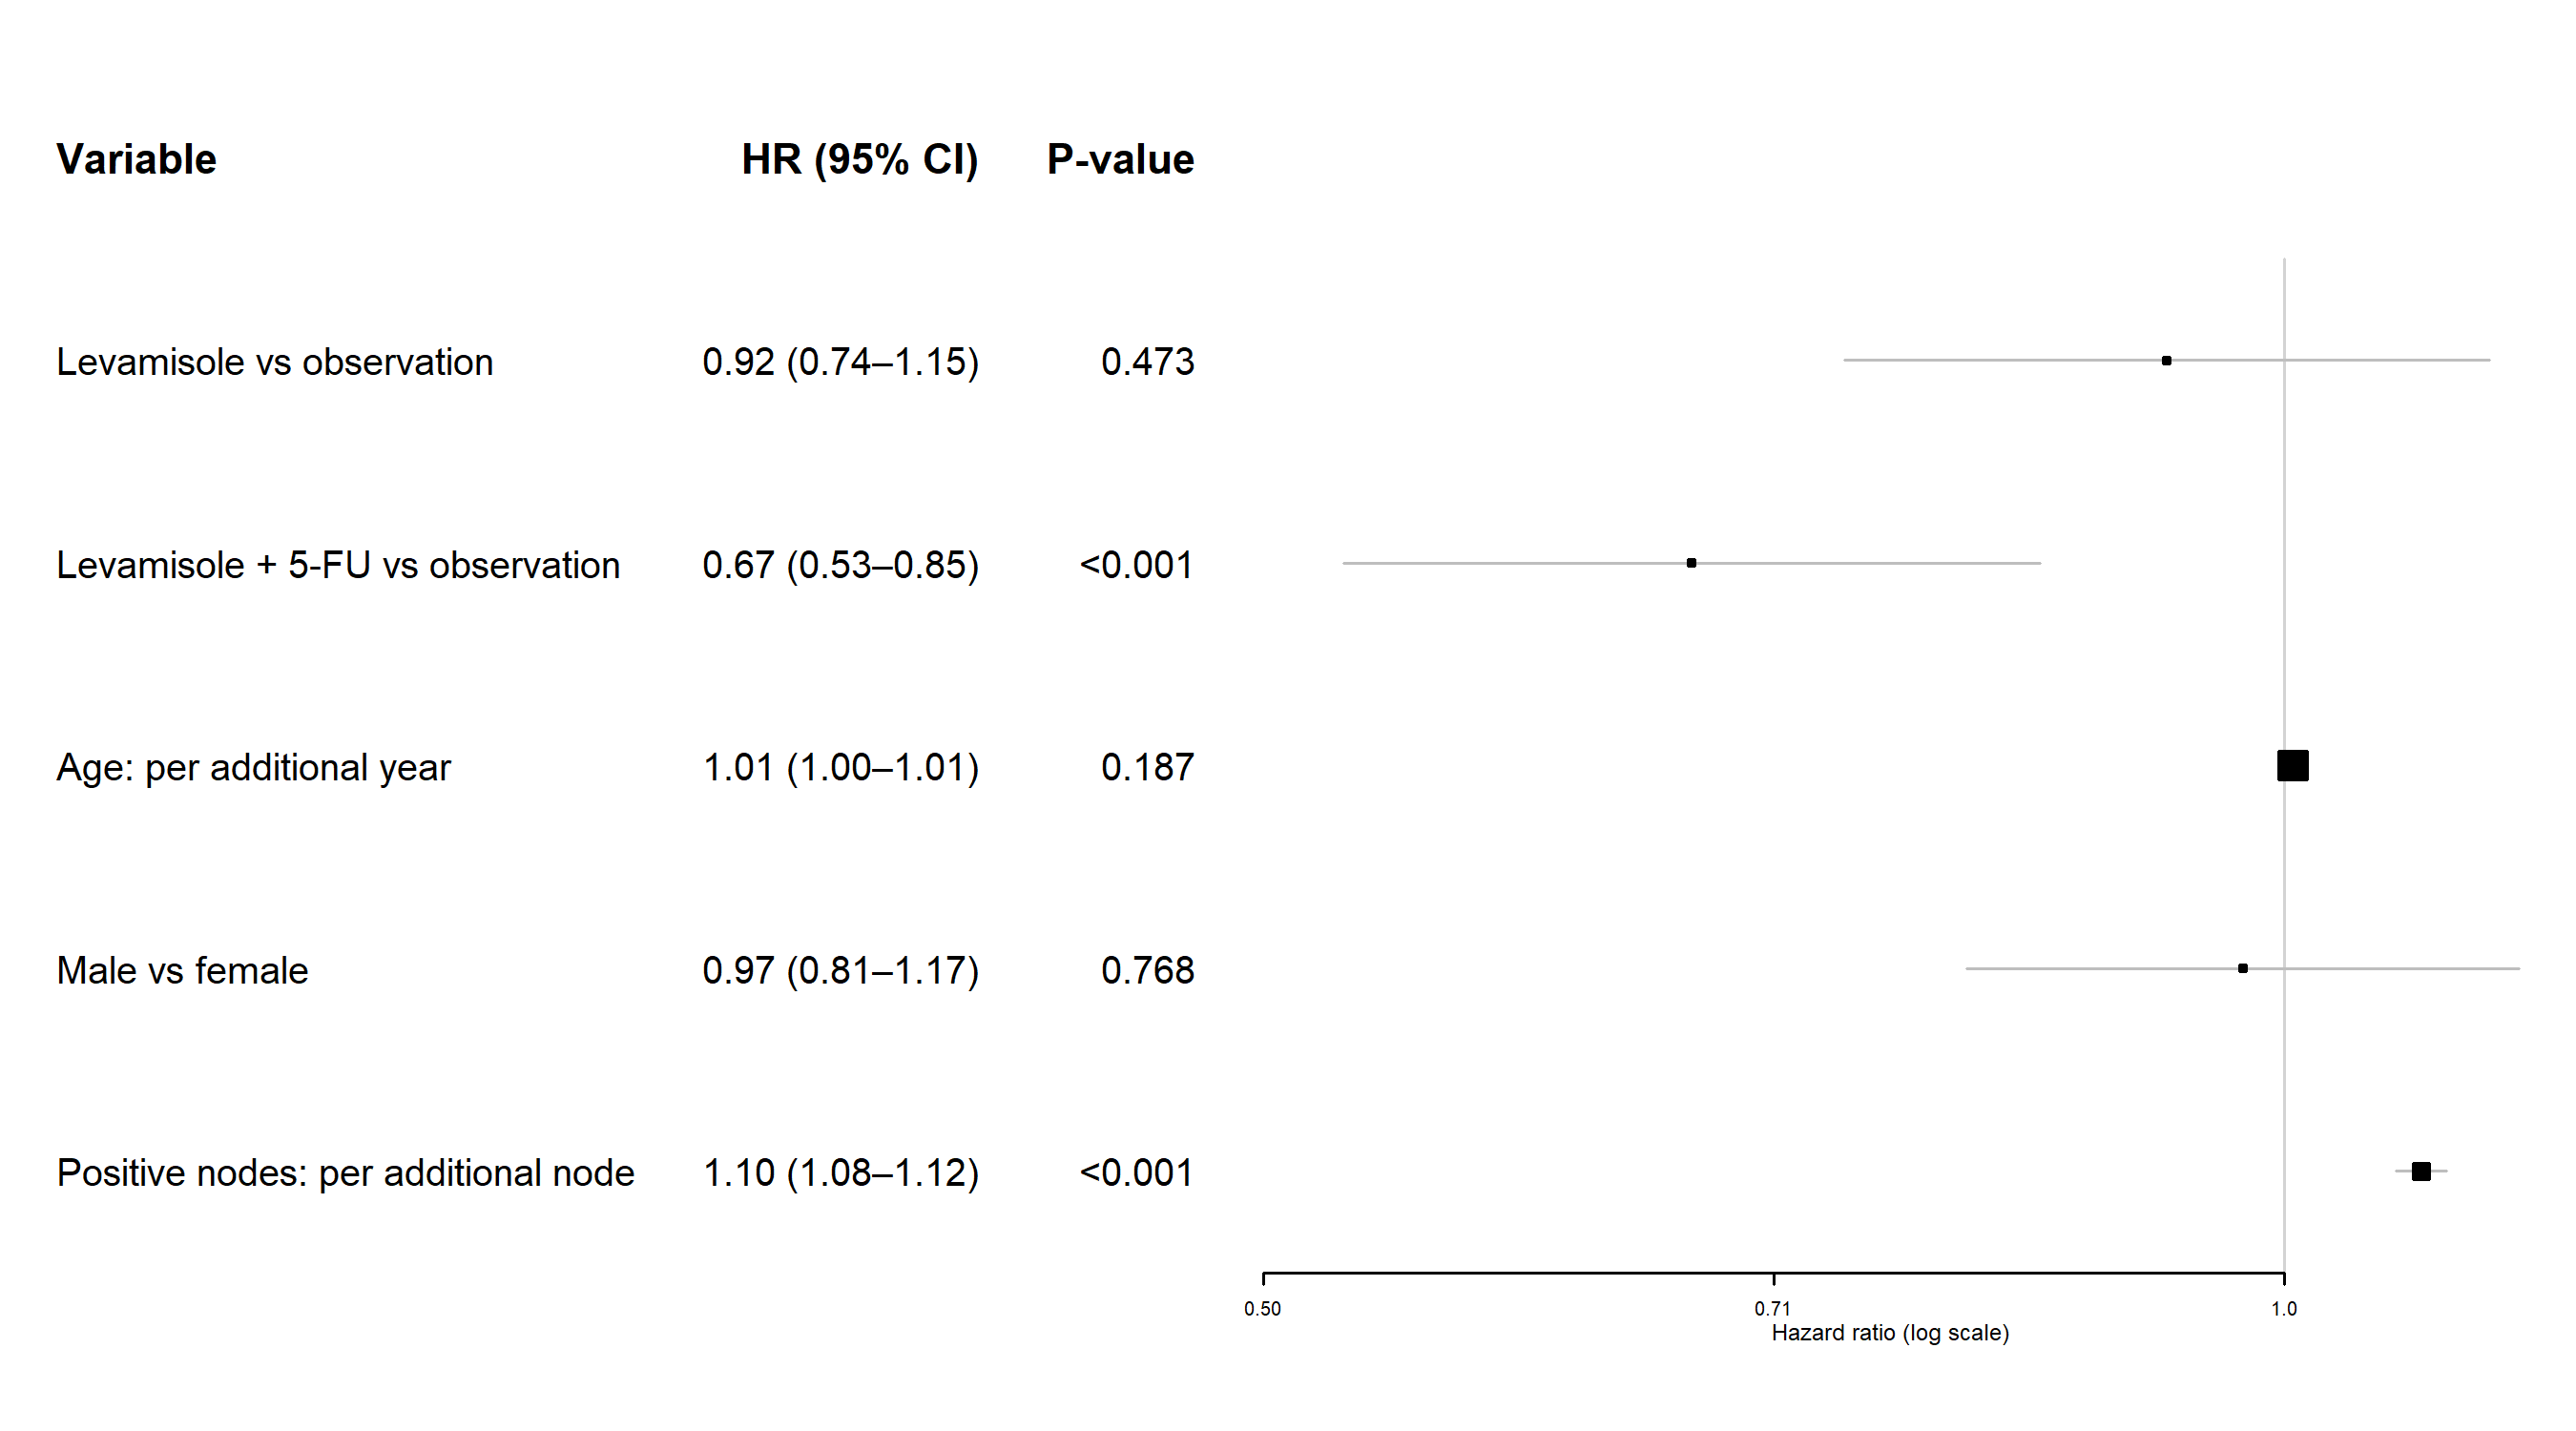 Variable HR (95% CI) P-value
Levamisole vs observation 0.92 (0.74–1.15) 0.473
Levamisole + 5-FU vs observation 0.67 (0.53–0.85) <0.001
Age: per additional year 1.01 (1.00–1.01) 0.187
Male vs female 0.97 (0.81–1.17) 0.768
Positive nodes: per additional node 1.10 (1.08–1.12) <0.001
0.50 0.71 1.0
Hazard ratio (log scale)